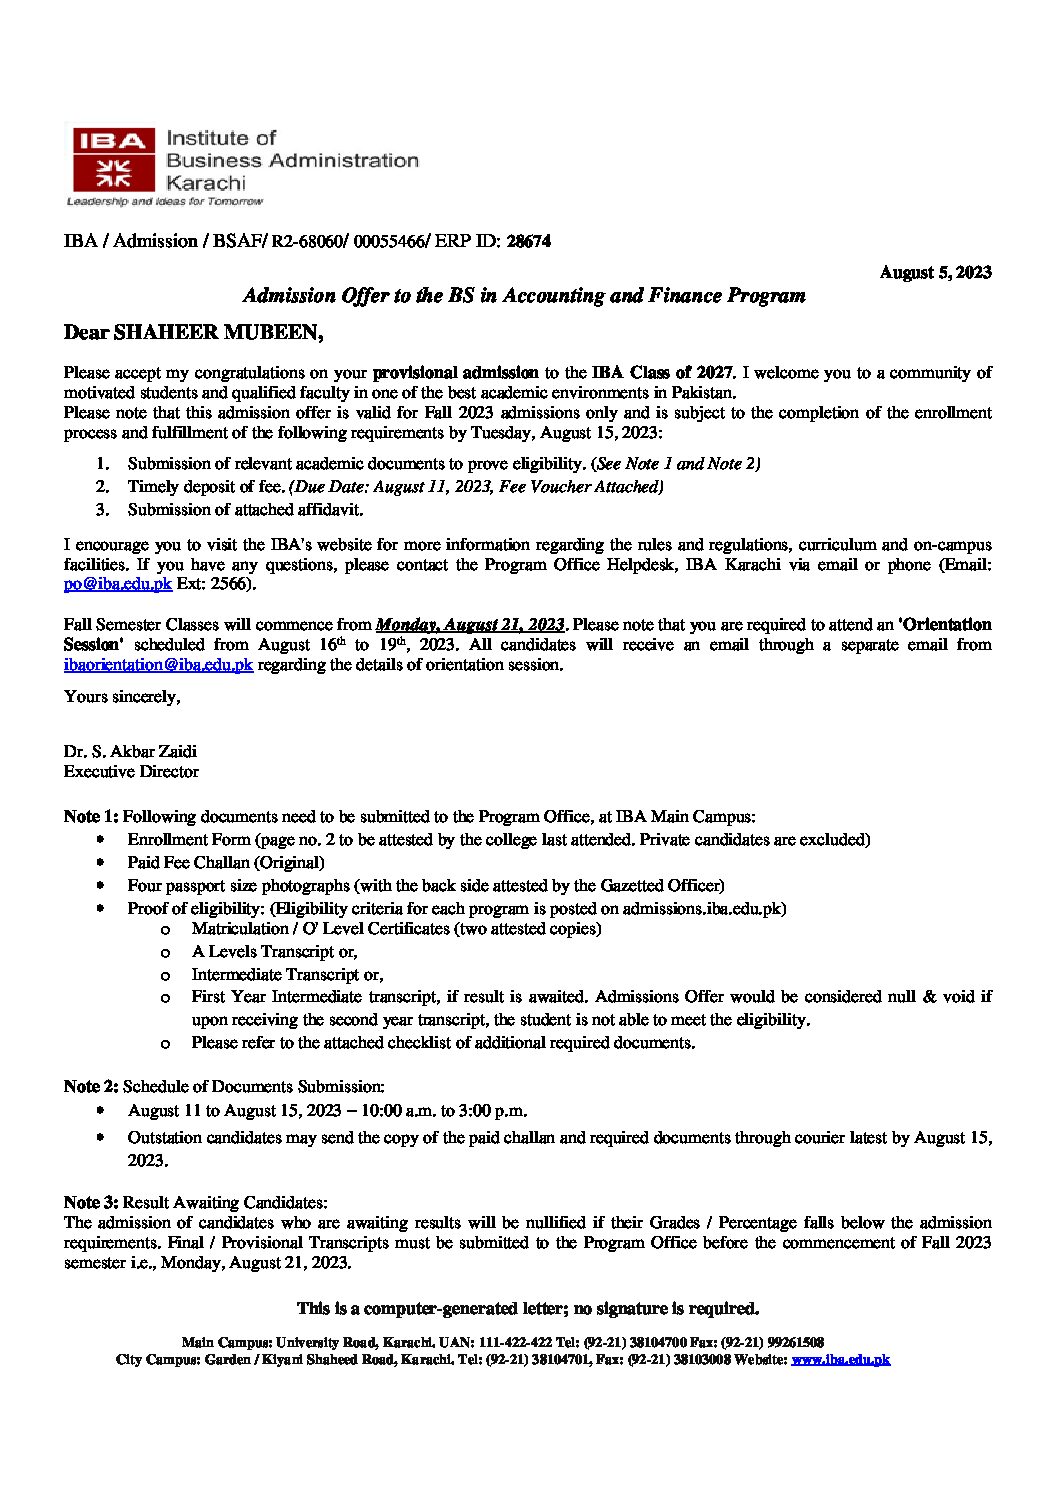 IBA
Institute of
Business Administration
Karachi
Leadership and Ideas for Tomorrow
IBA / Admission / BSAF/ R2-68060/ 00055466/ ERP ID: 28674
August 5, 2023
Admission Offer to the BS in Accounting and Finance Program
Dear SHAHEER MUBEEN,
Please accept my congratulations on your provisional admission to the IBA Class of 2027. I welcome you to a community of
motivated students and qualified faculty in one of the best academic environments in Pakistan.
Please note that this admission offer is valid for Fall 2023 admissions only and is subject to the completion of the enrollment
process and fulfillment of the following requirements by Tuesday, August 15, 2023:
1. Submission of relevant academic documents to prove eligibility. (See Note 1 and Note 2)
2. Timely deposit of fee. (Due Date: August 11, 2023, Fee Voucher Attached)
3. Submission of attached affidavit.
I encourage you to visit the IBA's website for more information regarding the rules and regulations, curriculum and on-campus
facilities. If you have any questions, please contact the Program Office Helpdesk, IBA Karachi via email or phone (Email:
po@iba.edu.pk Ext: 2566).
Fall Semester Classes will commence from Monday, August 21, 2023. Please note that you are required to attend an 'Orientation
Session' scheduled from August 16th to 19th, 2023. All candidates will receive an email through a separate email from
ibaorientation@iba.edu.pk regarding the details of orientation session.
Yours sincerely,
Dr. S. Akbar Zaidi
Executive Director
Note 1: Following documents need to be submitted to the Program Office, at IBA Main Campus:
• Enrollment Form (page no. 2 to be attested by the college last attended. Private candidates are excluded)
• Paid Fee Challan (Original)
• Four passport size photographs (with the back side attested by the Gazetted Officer)
• Proof of eligibility: (Eligibility criteria for each program is posted on admissions.iba.edu.pk)
o Matriculation / O' Level Certificates (two attested copies)
o A Levels Transcript or,
o Intermediate Transcript or,
o First Year Intermediate transcript, if result is awaited. Admissions Offer would be considered null & void if
upon receiving the second year transcript, the student is not able to meet the eligibility.
o Please refer to the attached checklist of additional required documents.
Note 2: Schedule of Documents Submission:
• August 11 to August 15, 2023 – 10:00 a.m. to 3:00 p.m.
• Outstation candidates may send the copy of the paid challan and required documents through courier latest by August 15,
2023.
Note 3: Result Awaiting Candidates:
The admission of candidates who are awaiting results will be nullified if their Grades / Percentage falls below the admission
requirements. Final / Provisional Transcripts must be submitted to the Program Office before the commencement of Fall 2023
semester i.e., Monday, August 21, 2023.
This is a computer-generated letter; no signature is required.
Main Campus: University Road, Karachi. UAN: 111-422-422 Tel: (92-21) 38104700 Fax: (92-21) 99261508
City Campus: Garden / Kiyani Shaheed Road, Karachi. Tel: (92-21) 38104701, Fax: (92-21) 38103008 Website: www.iba.edu.pk